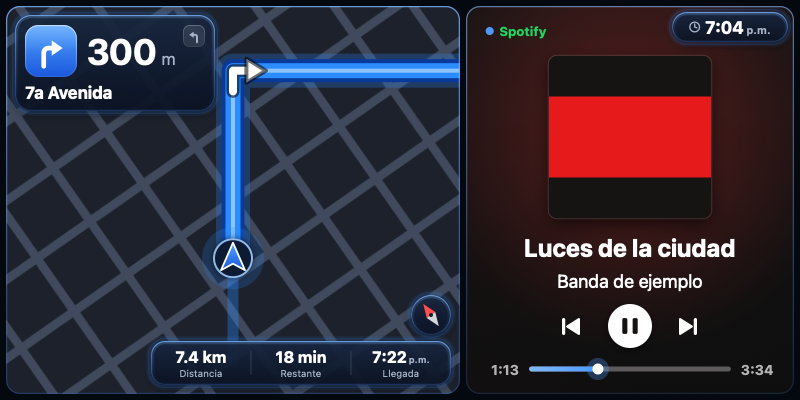 300 m
7a Avenida
7.4 km
Distancia
18 min
Restante
7:22 p.m.
Llegada
Spotify
7:04 p.m.
Luces de la ciudad
Banda de ejemplo
1:13
3:34